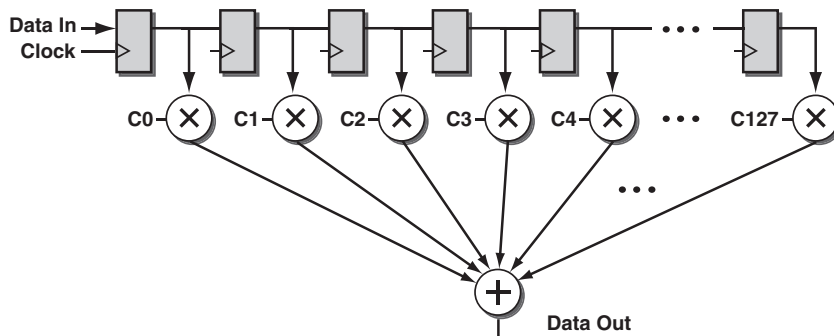 Data In
Clock
C0
C1
C2
C3
C4
C127
Data Out